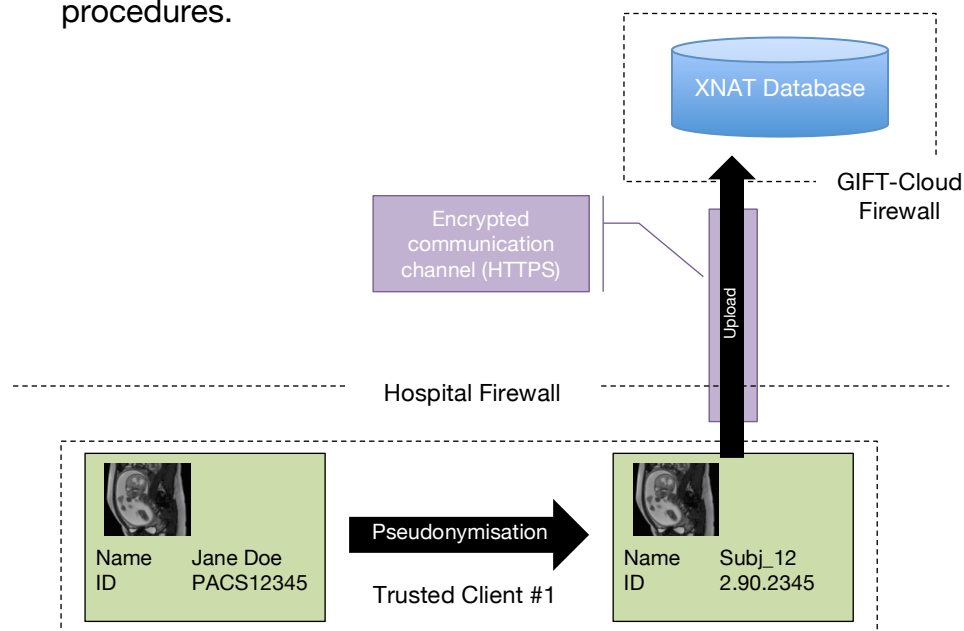 procedures.
XNAT Database
GIFT-Cloud
Firewall
Encrypted
communication
channel (HTTPS)
Upload
Hospital Firewall
Name Jane Doe
ID PACS12345
Pseudonymisation
Trusted Client #1
Name Subj_12
ID 2.90.2345